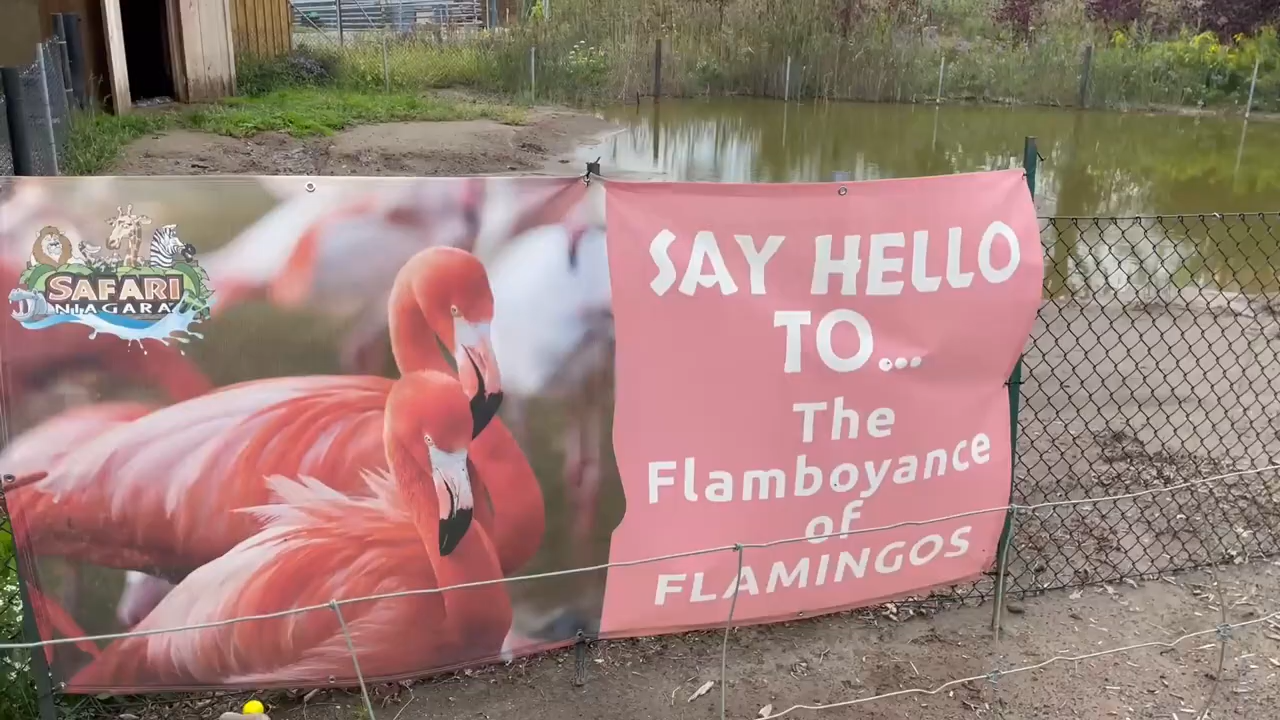 SAFARI
NIAGARA
SAY HELLO
TO...
The
Flamboyance
of
FLAMINGOS